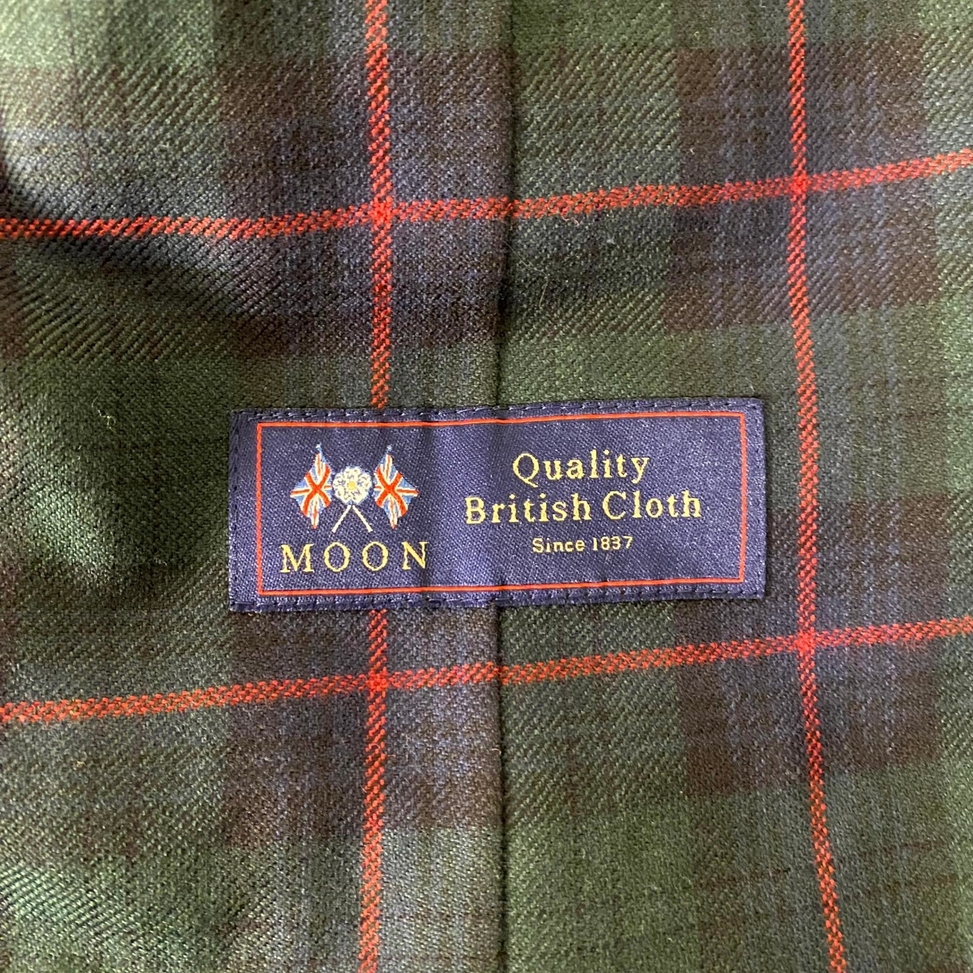 MOON
Quality
British Cloth
Since 1837